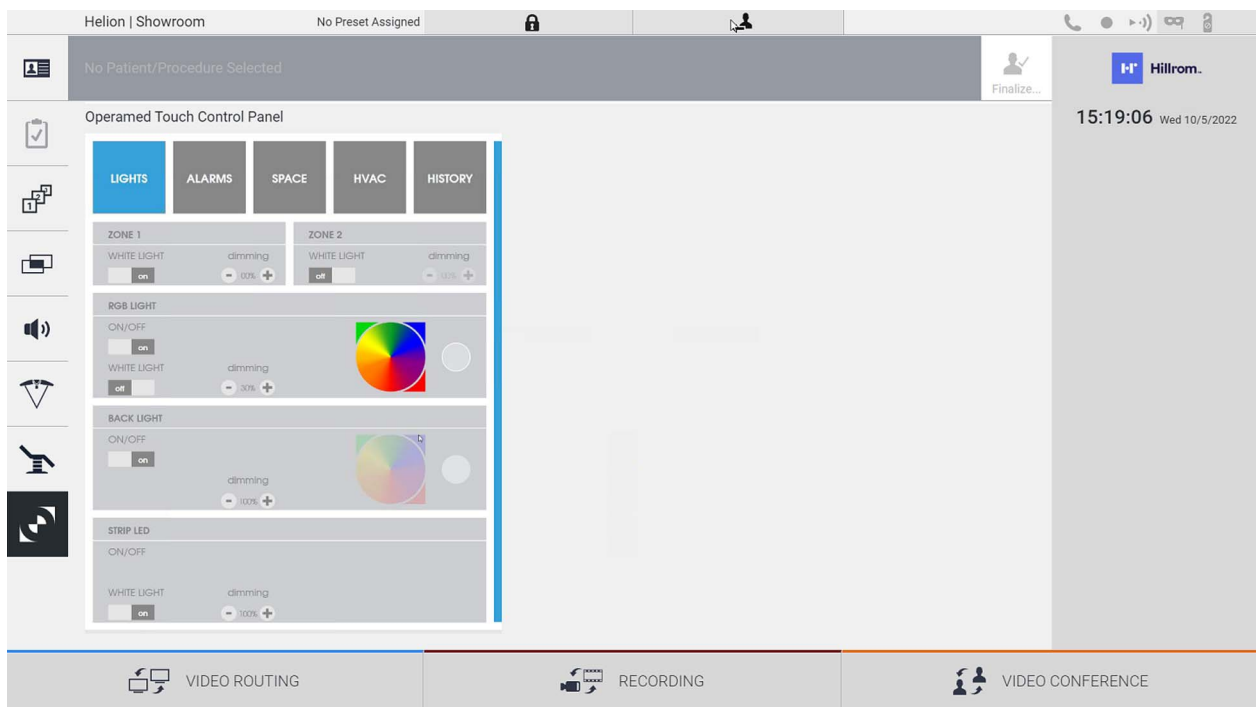 Helion | Showroom
No Preset Assigned
No Patient/Procedure Selected
Finalize...
Hillrom™
15:19:06 Wed 10/5/2022
Operamed Touch Control Panel
LIGHTS ALARMS SPACE HVAC HISTORY
ZONE 1
WHITE LIGHT dimming
on
ZONE 2
WHITE LIGHT dimming
off
RGB LIGHT
ON/OFF
on
WHITE LIGHT dimming
off - 30% +
BACK LIGHT
ON/OFF
on
dimming
- 100% +
STRIP LED
ON/OFF
WHITE LIGHT dimming
on - 100% +
VIDEO ROUTING
RECORDING
VIDEO CONFERENCE